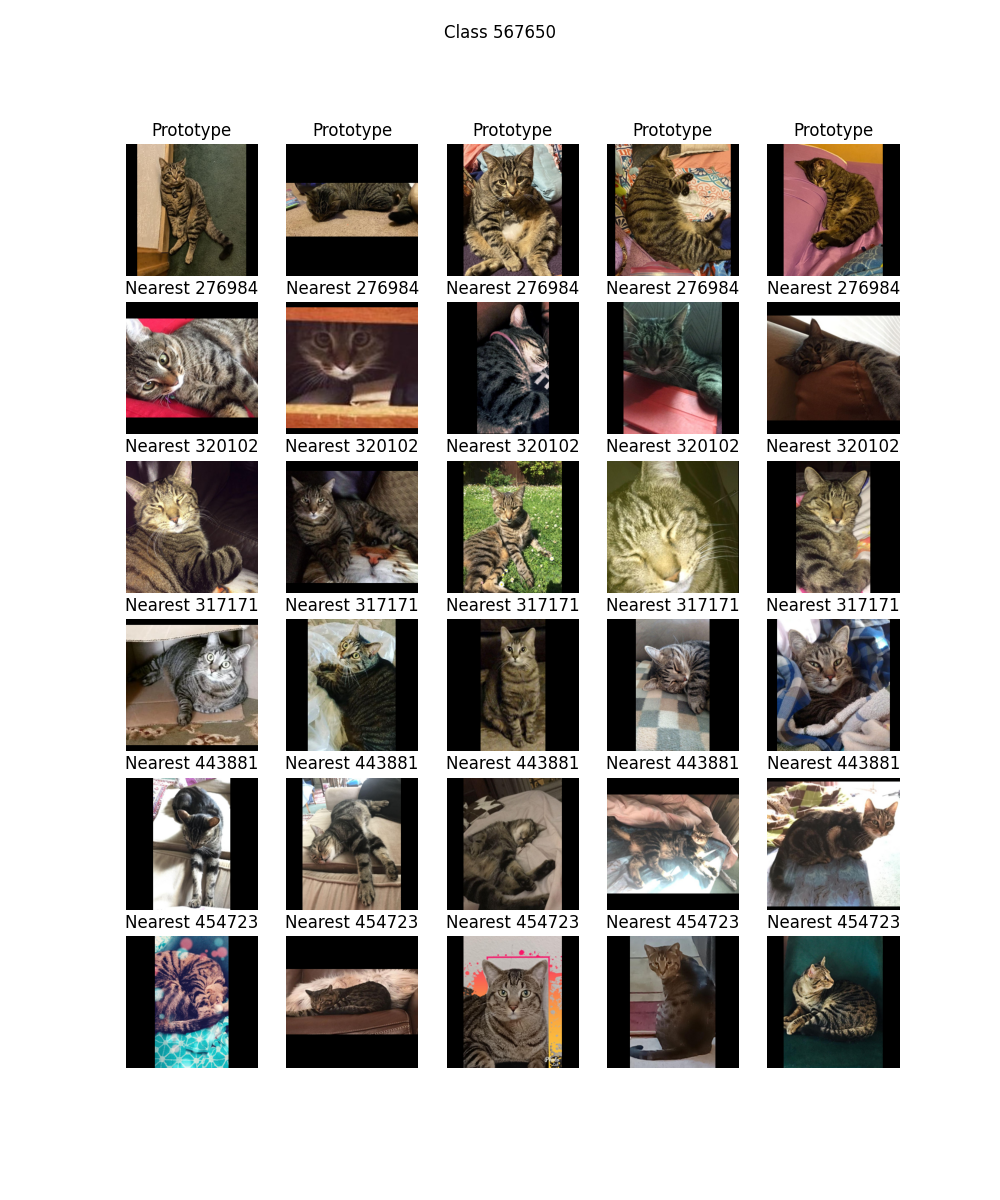 Class 567650
Prototype Prototype Prototype Prototype Prototype
Nearest 276984 Nearest 276984 Nearest 276984 Nearest 276984 Nearest 276984
Nearest 320102 Nearest 320102 Nearest 320102 Nearest 320102 Nearest 320102
Nearest 317171 Nearest 317171 Nearest 317171 Nearest 317171 Nearest 317171
Nearest 443881 Nearest 443881 Nearest 443881 Nearest 443881 Nearest 443881
Nearest 454723 Nearest 454723 Nearest 454723 Nearest 454723 Nearest 454723